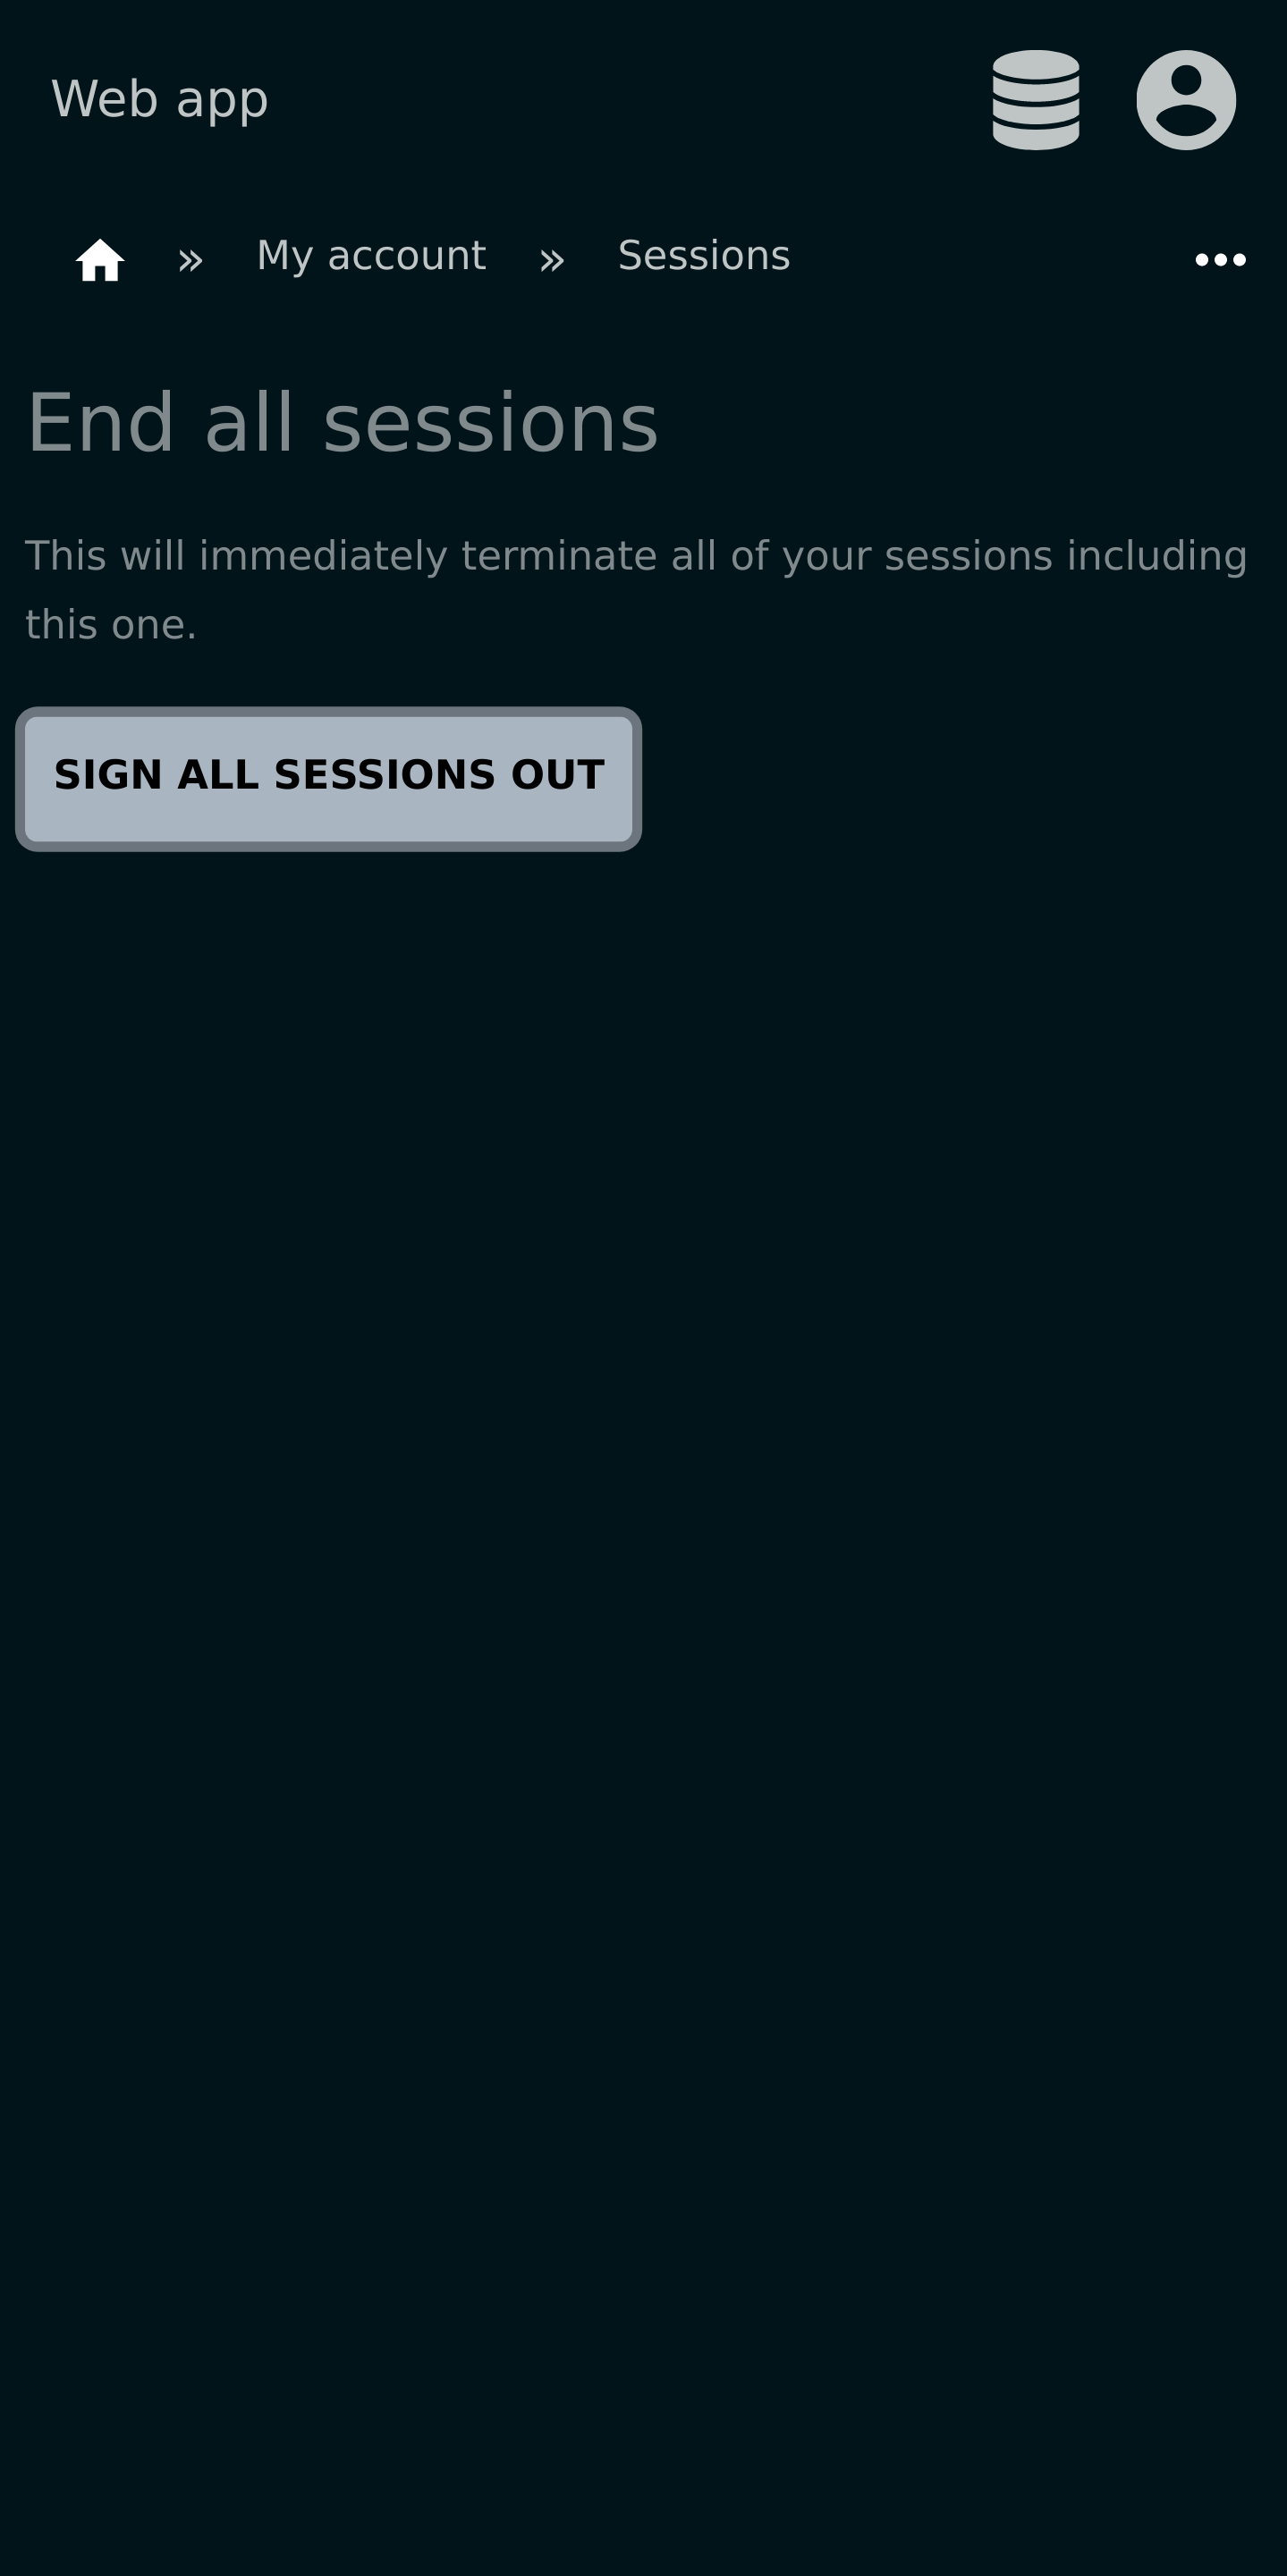 Web app
» My account » Sessions
End all sessions
This will immediately terminate all of your sessions including
this one.
SIGN ALL SESSIONS OUT